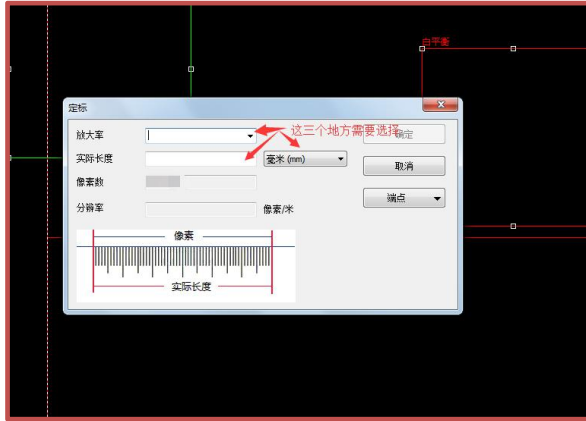 白平衡
定标
放大率
这三个地方需要选择
确定
实际长度
毫米 (mm)
取消
像素数
端点
分辨率
像素/米
像素
实际长度